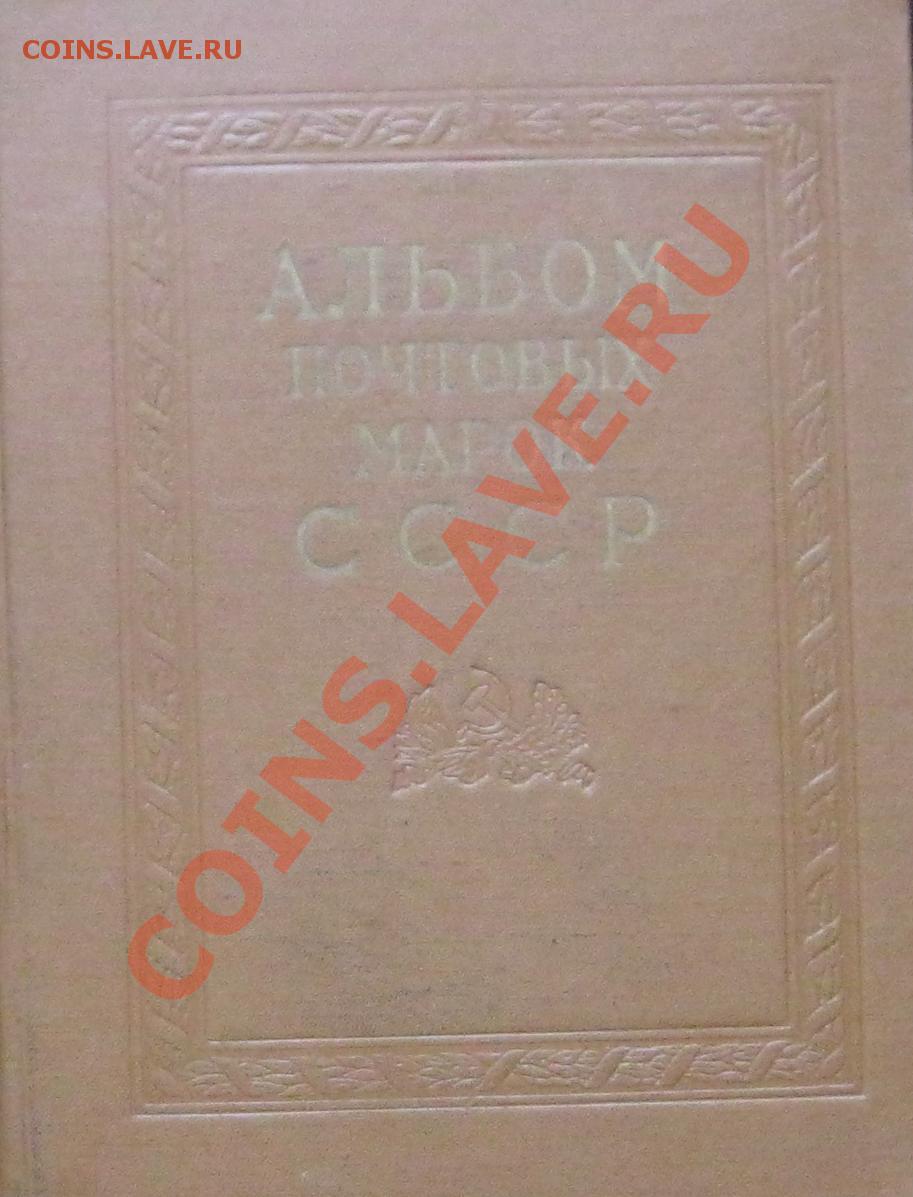 COINS.LAVE.RU
АЛЬБОМ
ПОЧТОВЫХ
МАРОК
СССР
COINS.LAVE.RU